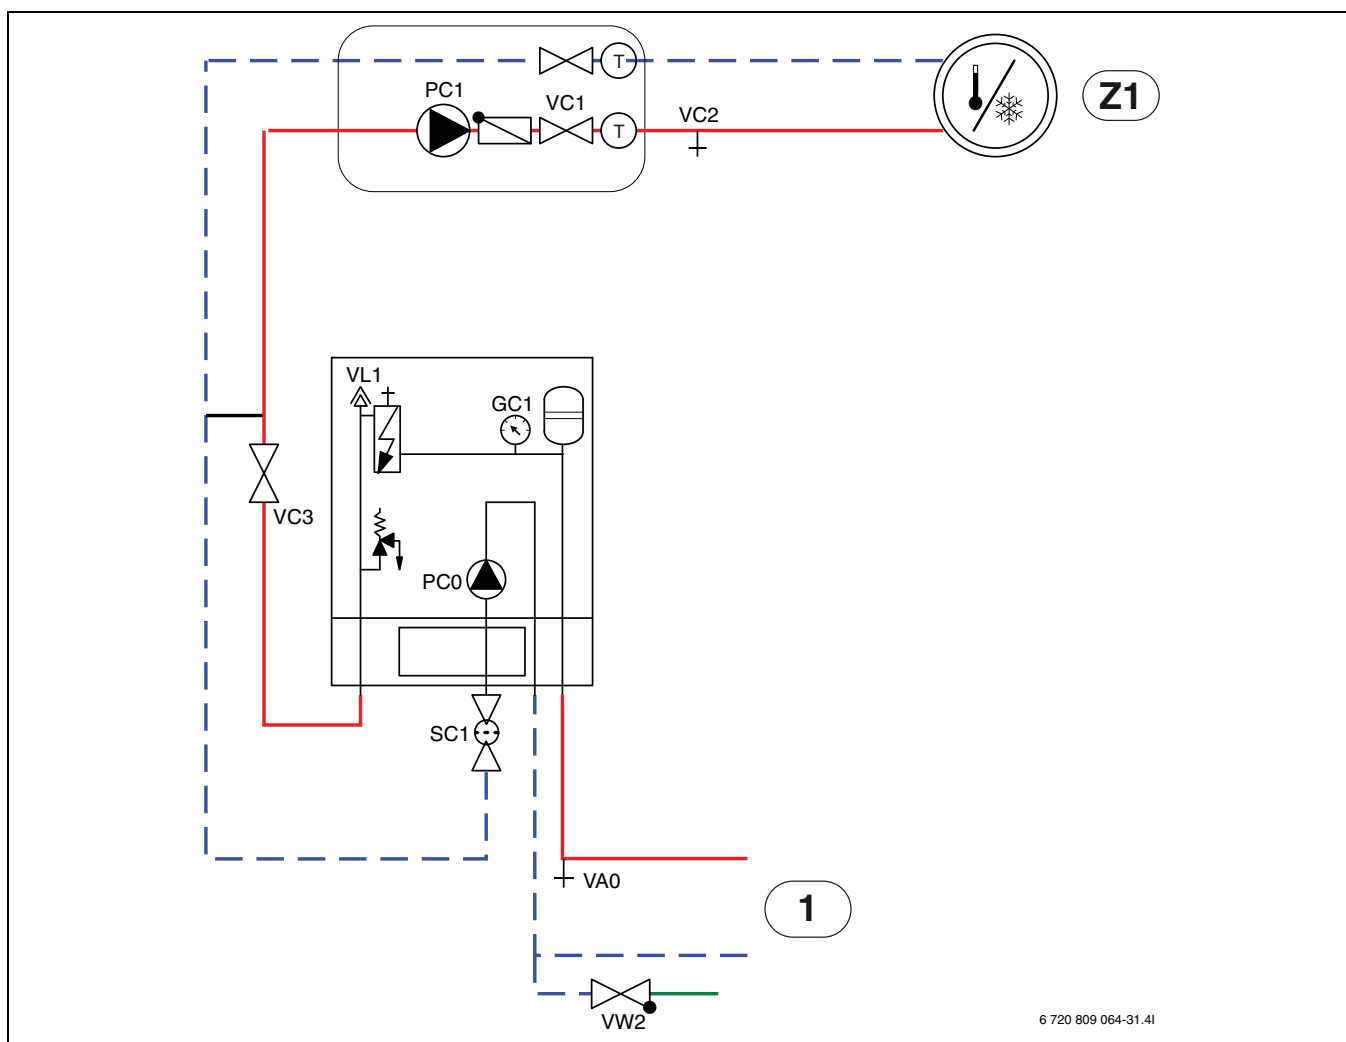 PC1
T
VC1
T
VC2
Z1
VL1
GC1
VC3
PC0
SC1
VA0
1
VW2
6 720 809 064-31.4I